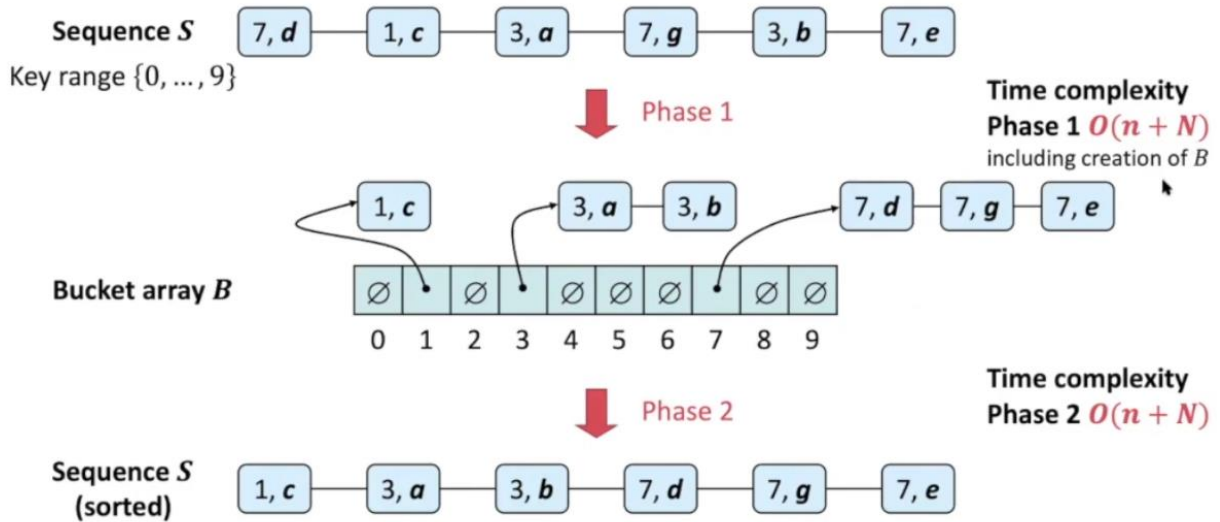 Sequence S
7, d
1, c
3, a
7, g
3, b
7, e
Key range {0, ..., 9}
Phase 1
Time complexity
Phase 1 O(n + N)
including creation of B
1, c
3, a
3, b
7, d
7, g
7, e
Bucket array B
∅ ∅ ∅ ∅ ∅ ∅ ∅
0 1 2 3 4 5 6 7 8 9
Phase 2
Time complexity
Phase 2 O(n + N)
Sequence S
(sorted)
1, c
3, a
3, b
7, d
7, g
7, e